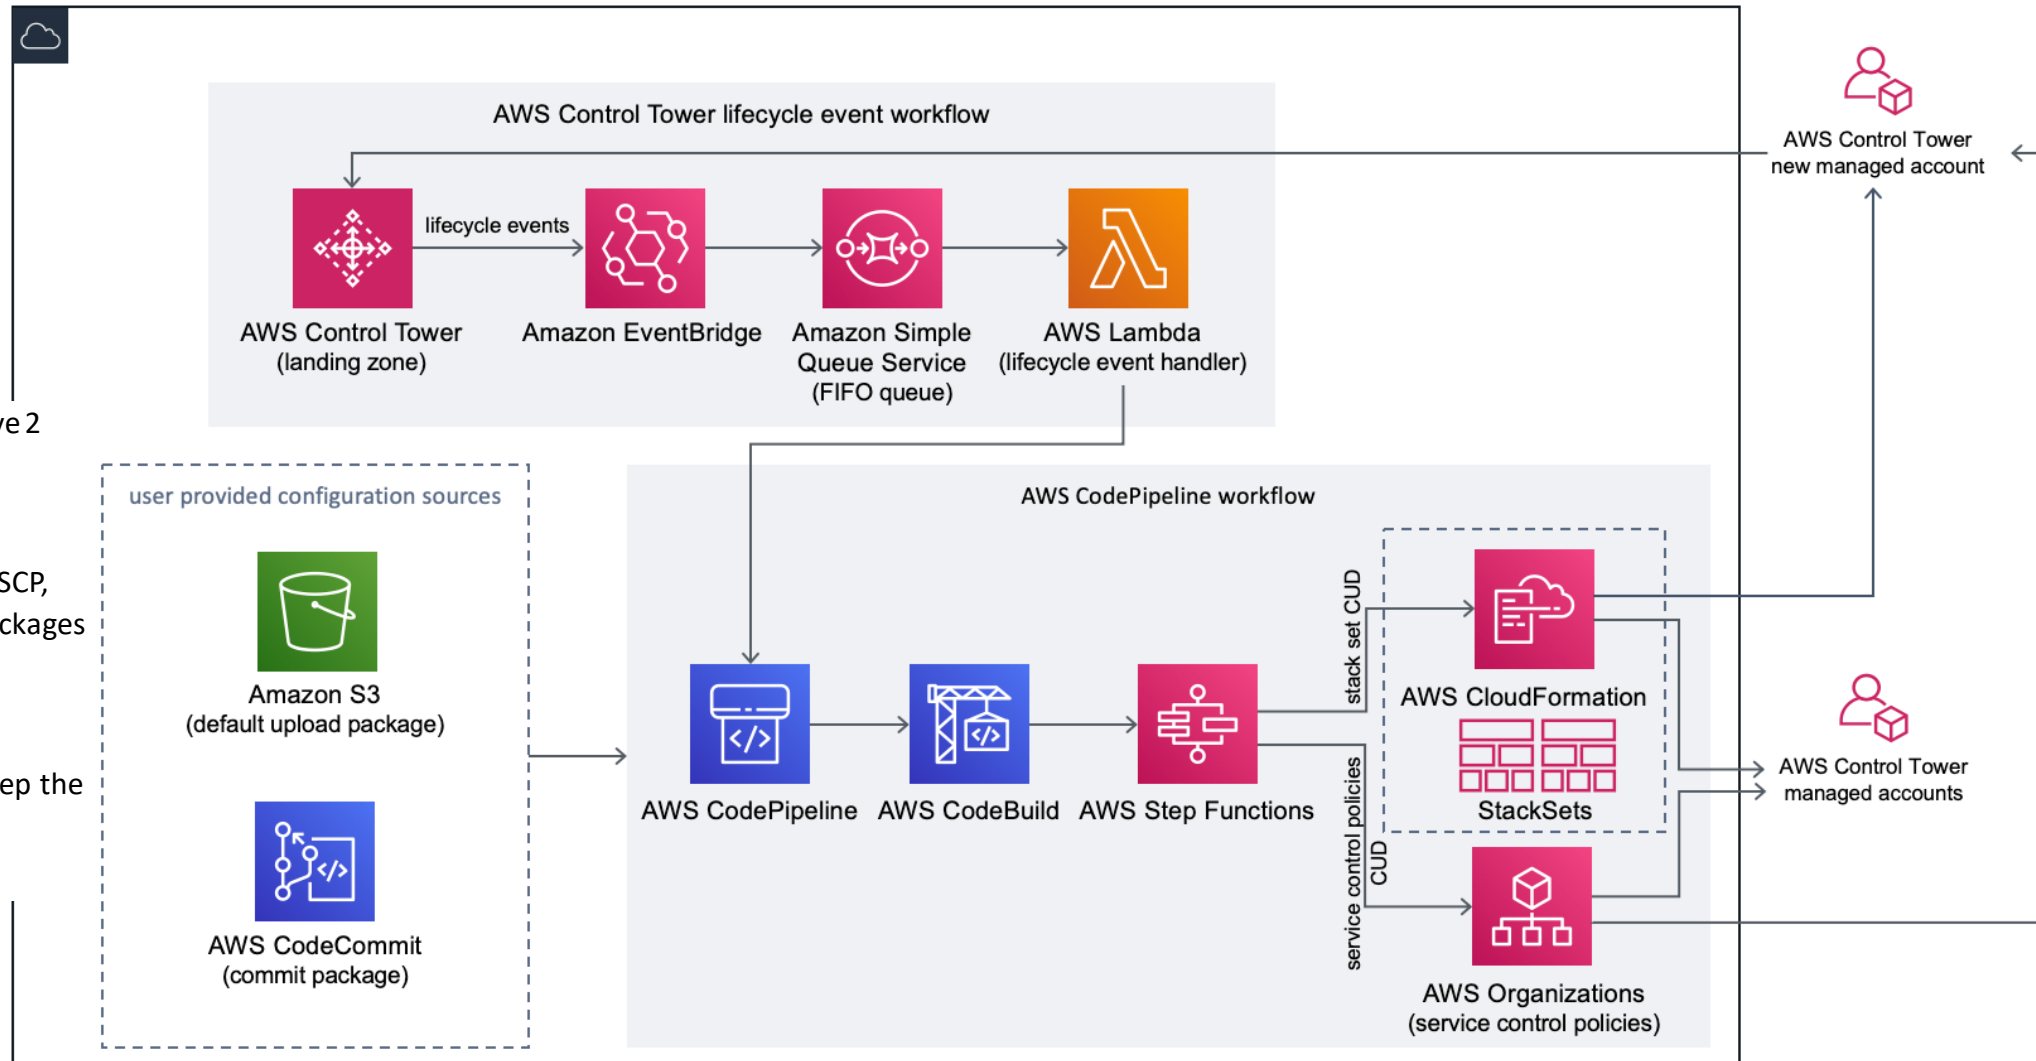 AWS Control Tower lifecycle event workflow
AWS Control Tower
new managed account
lifecycle events
AWS Control Tower
(landing zone)
Amazon EventBridge
Amazon Simple
Queue Service
(FIFO queue)
AWS Lambda
(lifecycle event handler)
2
SCP,
the
user provided configuration sources
Amazon S3
(default upload package)
AWS CodeCommit
(commit package)
AWS CodePipeline workflow
AWS CodePipeline
AWS CodeBuild
AWS Step Functions
stack set CUD
service control policies
CUD
AWS CloudFormation
StackSets
AWS Organizations
(service control policies)
AWS Control Tower
managed accounts